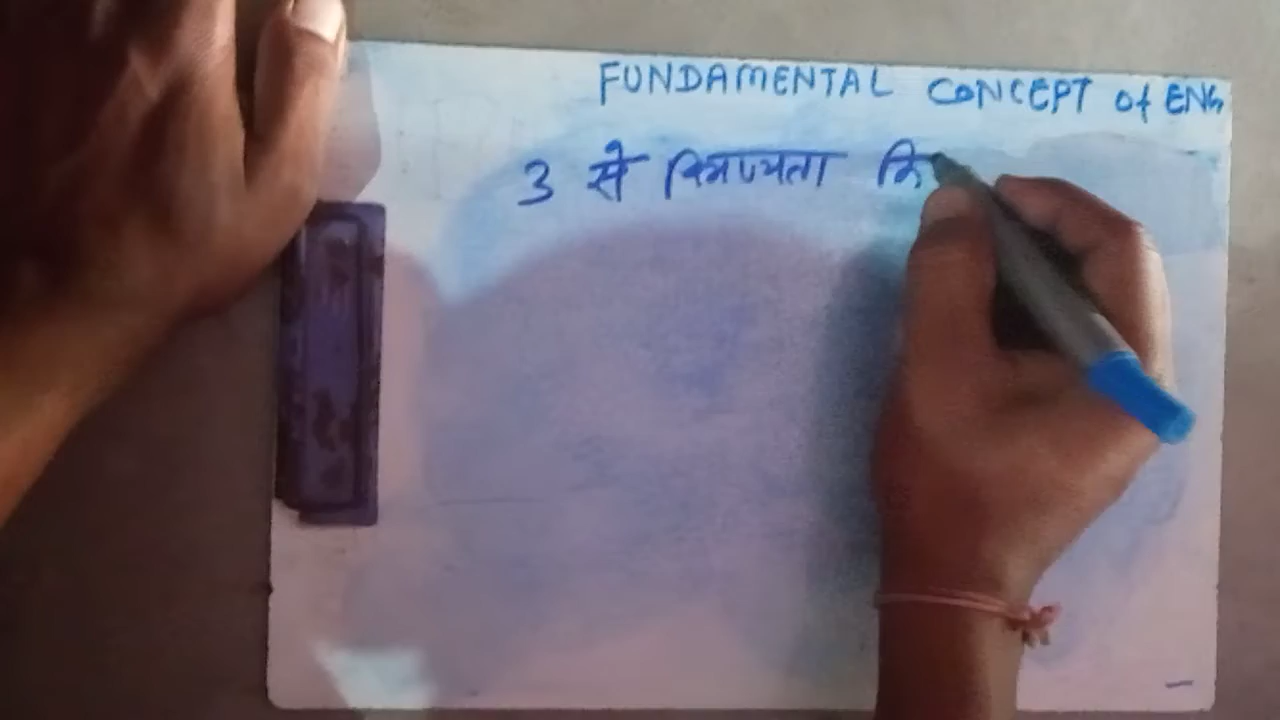 FUNDAMENTAL CONCEPT of ENG
3 से विभाज्यता नि